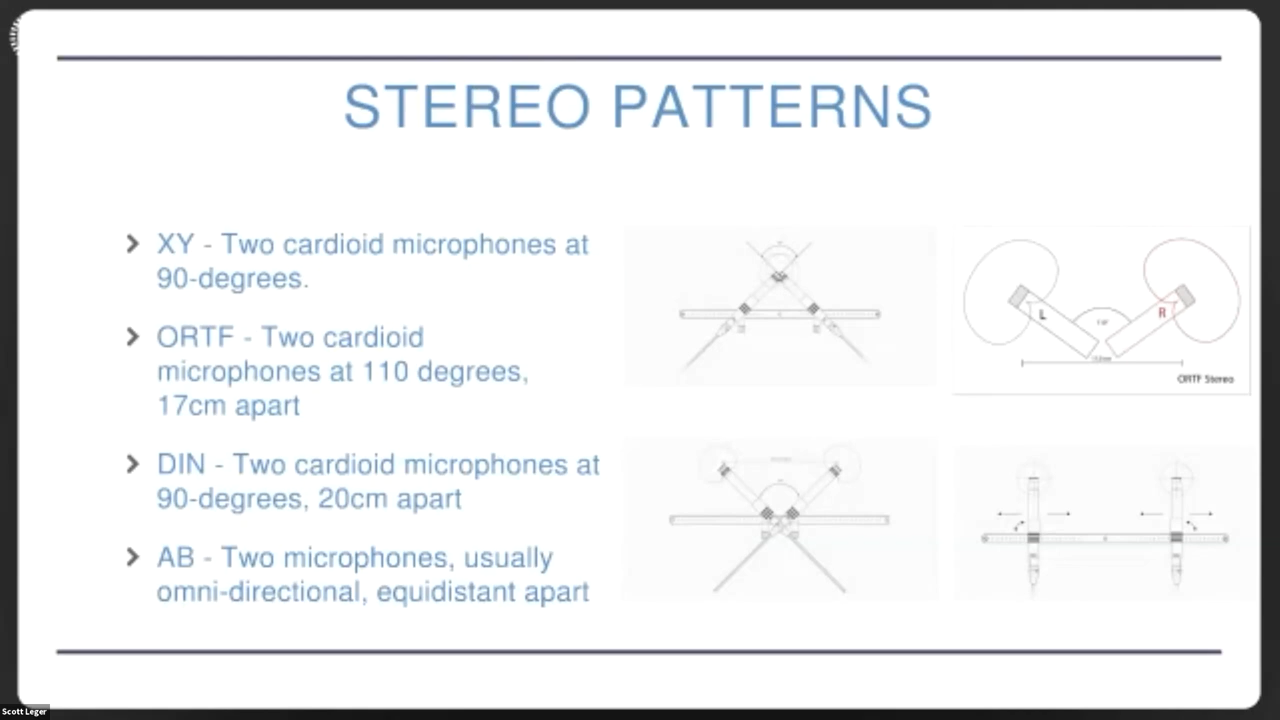 STEREO PATTERNS
XY - Two cardioid microphones at
90-degrees.
ORTF - Two cardioid
microphones at 110 degrees,
17cm apart
DIN - Two cardioid microphones at
90-degrees, 20cm apart
AB - Two microphones, usually
omni-directional, equidistant apart
L
R
ORTF Stereo
Scott Leger